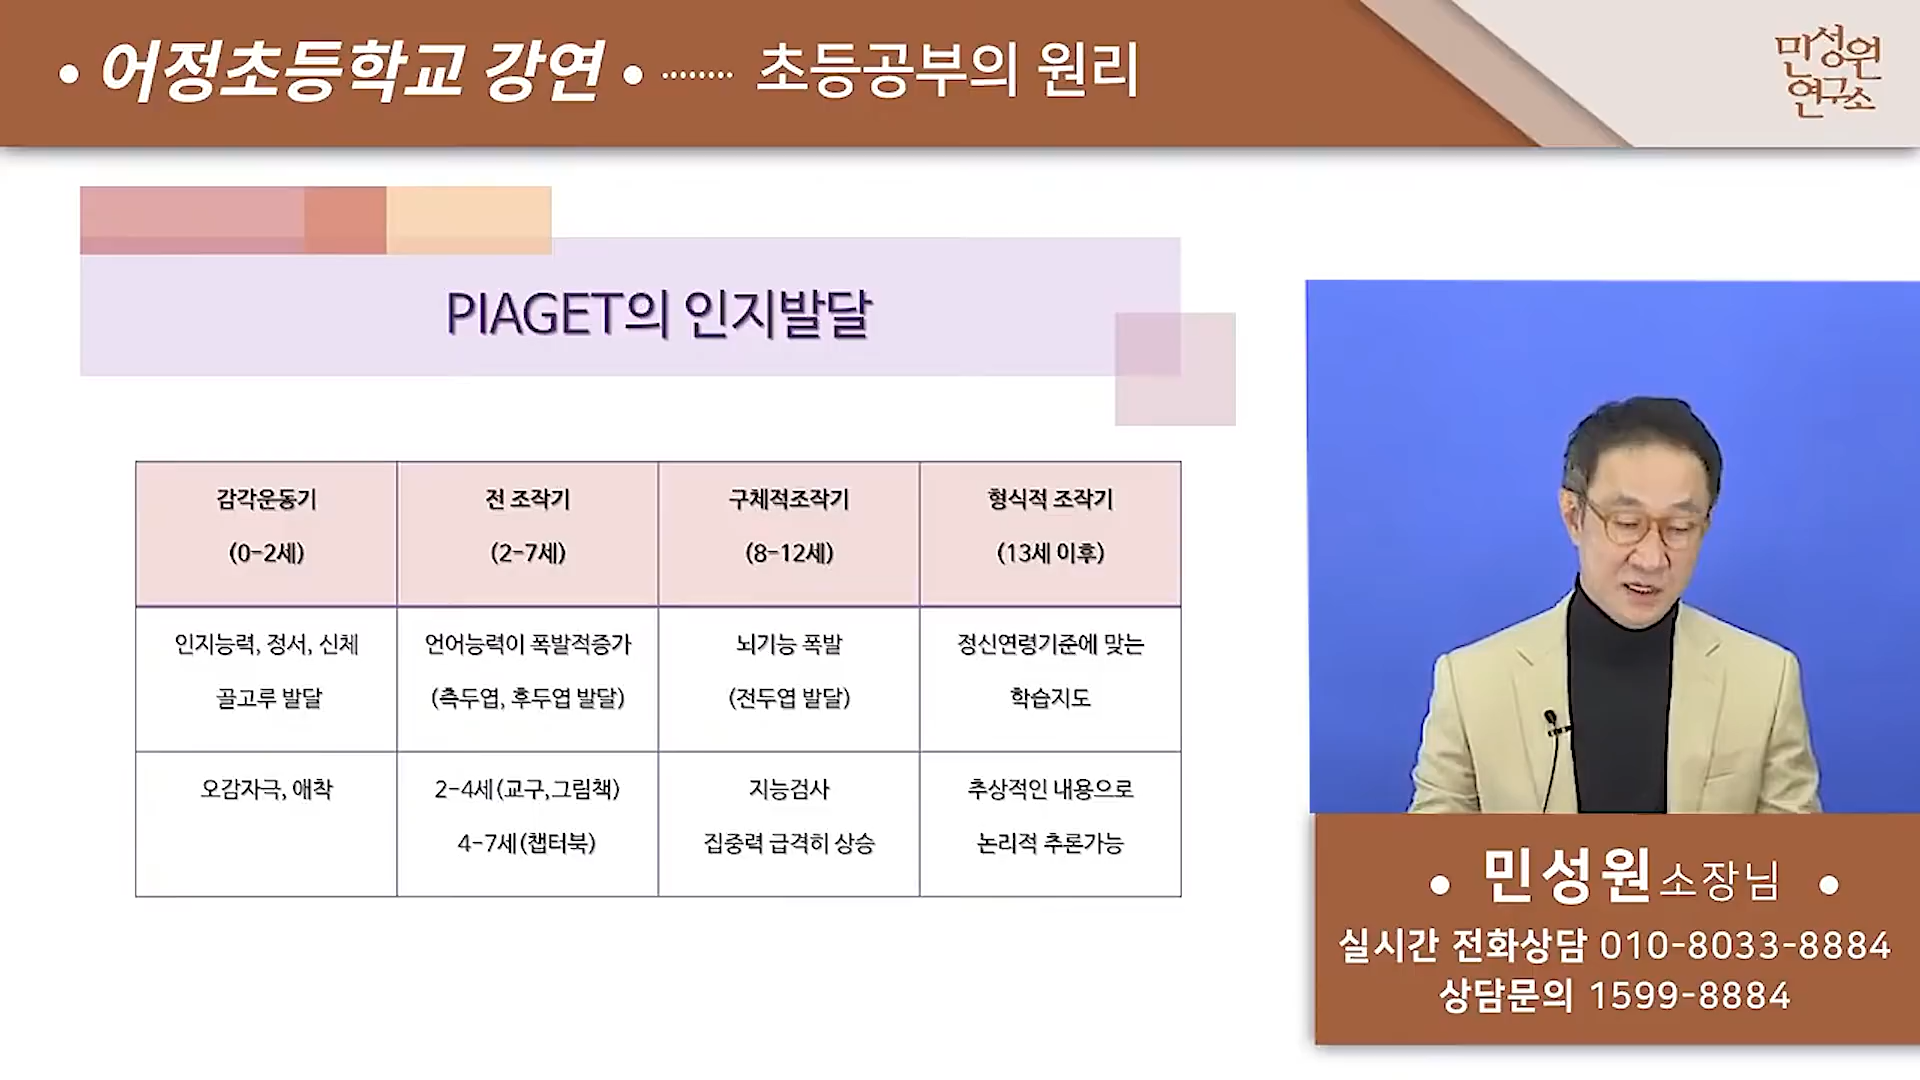 • 어정초등학교 강연 • ········ 초등공부의 원리
민성원
연구소
PIAGET의 인지발달
감각운동기
(0-2세)
전 조작기
(2-7세)
구체적조작기
(8-12세)
형식적 조작기
(13세 이후)
인지능력, 정서, 신체
골고루 발달
언어능력이 폭발적증가
(측두엽, 후두엽 발달)
뇌기능 폭발
(전두엽 발달)
정신연령기준에 맞는
학습지도
오감자극, 애착
2-4세(교구,그림책)
4-7세(챕터북)
지능검사
집중력 급격히 상승
추상적인 내용으로
논리적 추론가능
• 민성원 소장님 •
실시간 전화상담 010-8033-8884
상담문의 1599-8884